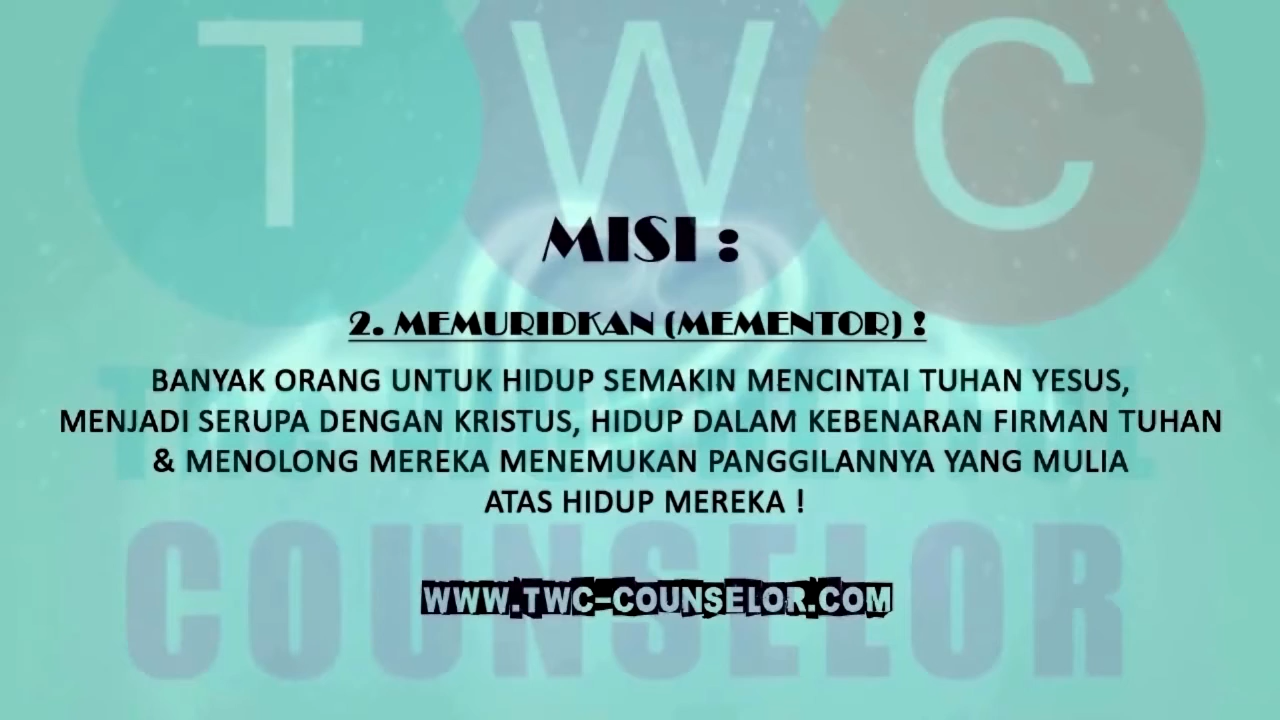 T W C
MISI :
2. MEMURIDKAN (MEMENTOR) !
BANYAK ORANG UNTUK HIDUP SEMAKIN MENCINTAI TUHAN YESUS,
MENJADI SERUPA DENGAN KRISTUS, HIDUP DALAM KEBENARAN FIRMAN TUHAN
& MENOLONG MEREKA MENEMUKAN PANGGILANNYA YANG MULIA
ATAS HIDUP MEREKA !
COUNSELOR
WWW.TWC-COUNSELOR.COM